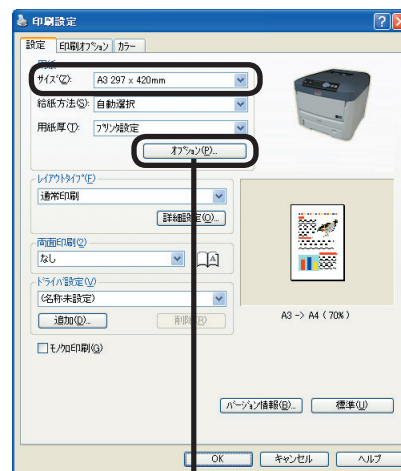 印刷設定
設定 印刷オプション カラー
用紙
サイズ(Z): A3 297 x 420mm
給紙方法(S): 自動選択
用紙厚(T): プリンタ設定
オプション(P)...
レイアウトタイプ(F)
通常印刷
詳細設定(O)...
両面印刷(2)
なし
A
ドライバ設定(V)
(名称未設定)
追加(D)...
削除(R)
モノクロ印刷(G)
A3 -> A4 ( 70% )
バージョン情報(B)...
標準(U)
OK
キャンセル
ヘルプ